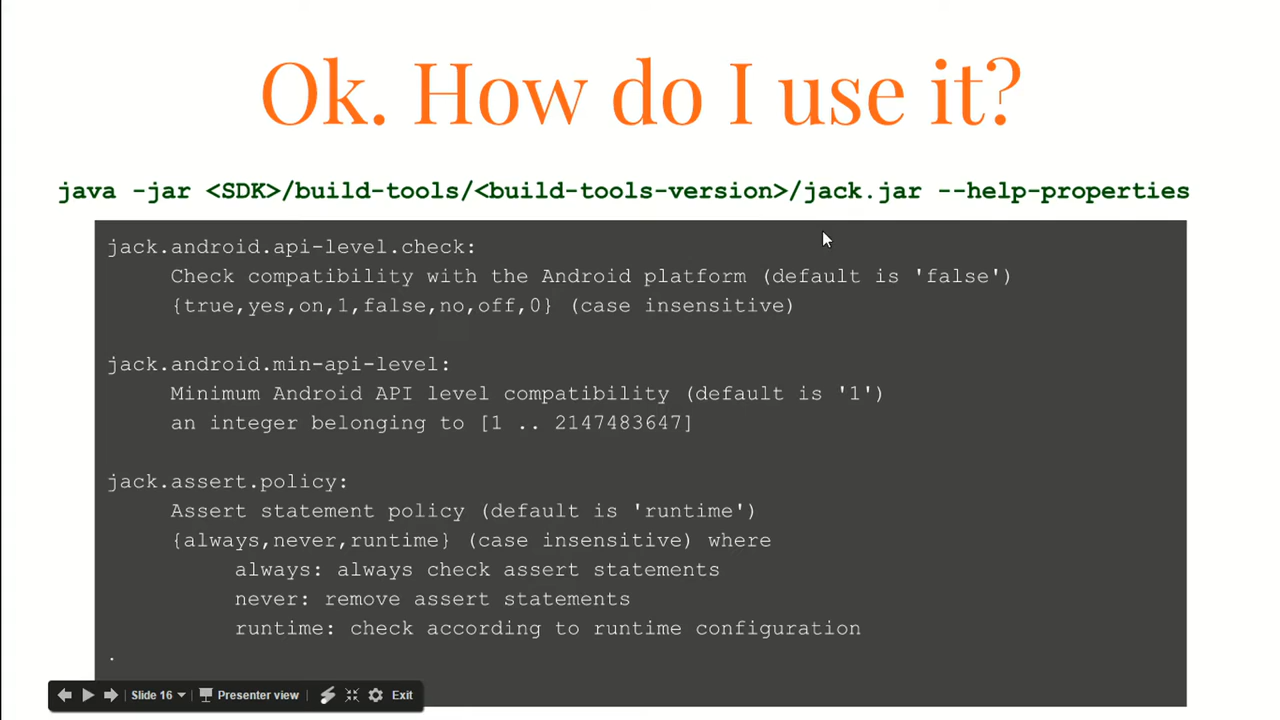 Ok. How do I use it?
java -jar <SDK>/build-tools/<build-tools-version>/jack.jar --help-properties
jack.android.api-level.check:
Check compatibility with the Android platform (default is 'false')
{true,yes,on,1,false,no,off,0} (case insensitive)
jack.android.min-api-level:
Minimum Android API level compatibility (default is '1')
an integer belonging to [1 .. 2147483647]
jack.assert.policy:
Assert statement policy (default is 'runtime')
{always,never,runtime} (case insensitive) where
always: always check assert statements
never: remove assert statements
runtime: check according to runtime configuration
.
Slide 16 Presenter view Exit